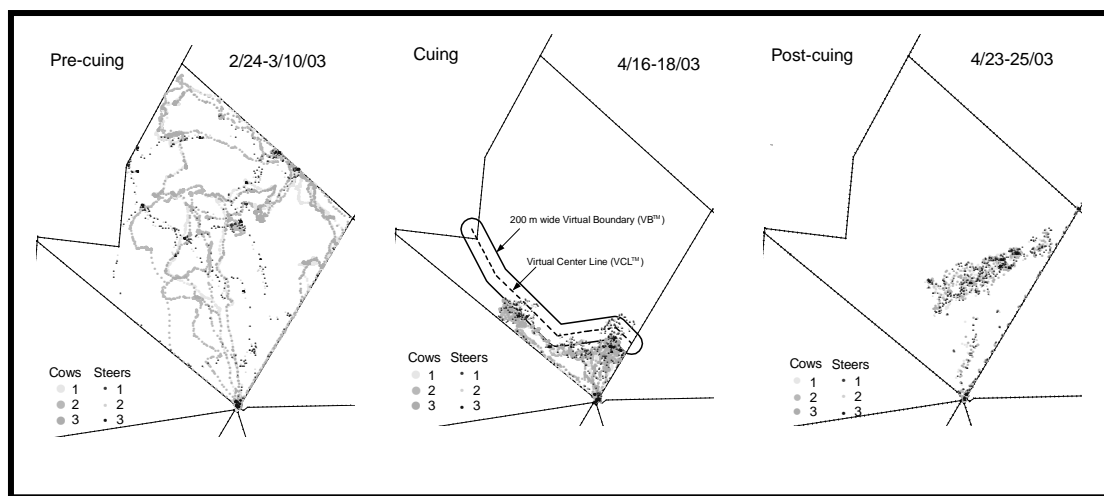 Pre-cuing 2/24-3/10/03
Cows Steers
1 1
2 2
3 3
Cuing 4/16-18/03
200 m wide Virtual Boundary (VB™)
Virtual Center Line (VCL™)
Cows Steers
1 1
2 2
3 3
Post-cuing 4/23-25/03
Cows Steers
1 1
2 2
3 3